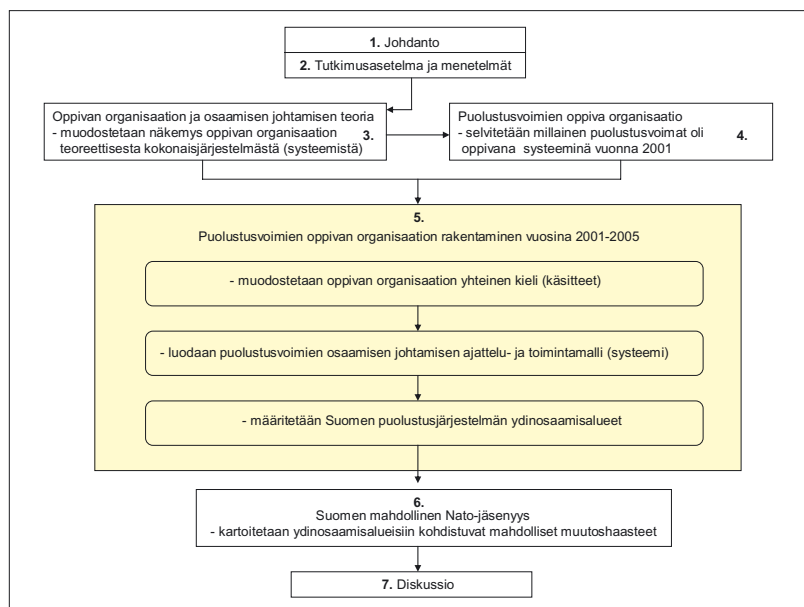 1. Johdanto
2. Tutkimusasetelma ja menetelmät
Oppivan organisaation ja osaamisen johtamisen teoria
- muodostetaan näkemys oppivan organisaation 3.
teoreettisesta kokonaisjärjestelmästä (systeemistä)
Puolustusvoimien oppiva organisaatio
- selvitetään millainen puolustusvoimat oli 4.
oppivana systeeminä vuonna 2001
5.
Puolustusvoimien oppivan organisaation rakentaminen vuosina 2001-2005
- muodostetaan oppivan organisaation yhteinen kieli (käsitteet)
- luodaan puolustusvoimien osaamisen johtamisen ajattelu- ja toimintamalli (systeemi)
- määritetään Suomen puolustusjärjestelmän ydinosaamisalueet
6.
Suomen mahdollinen Nato-jäsenyys
- kartoitetaan ydinosaamisalueisiin kohdistuvat mahdolliset muutoshaasteet
7. Diskussio